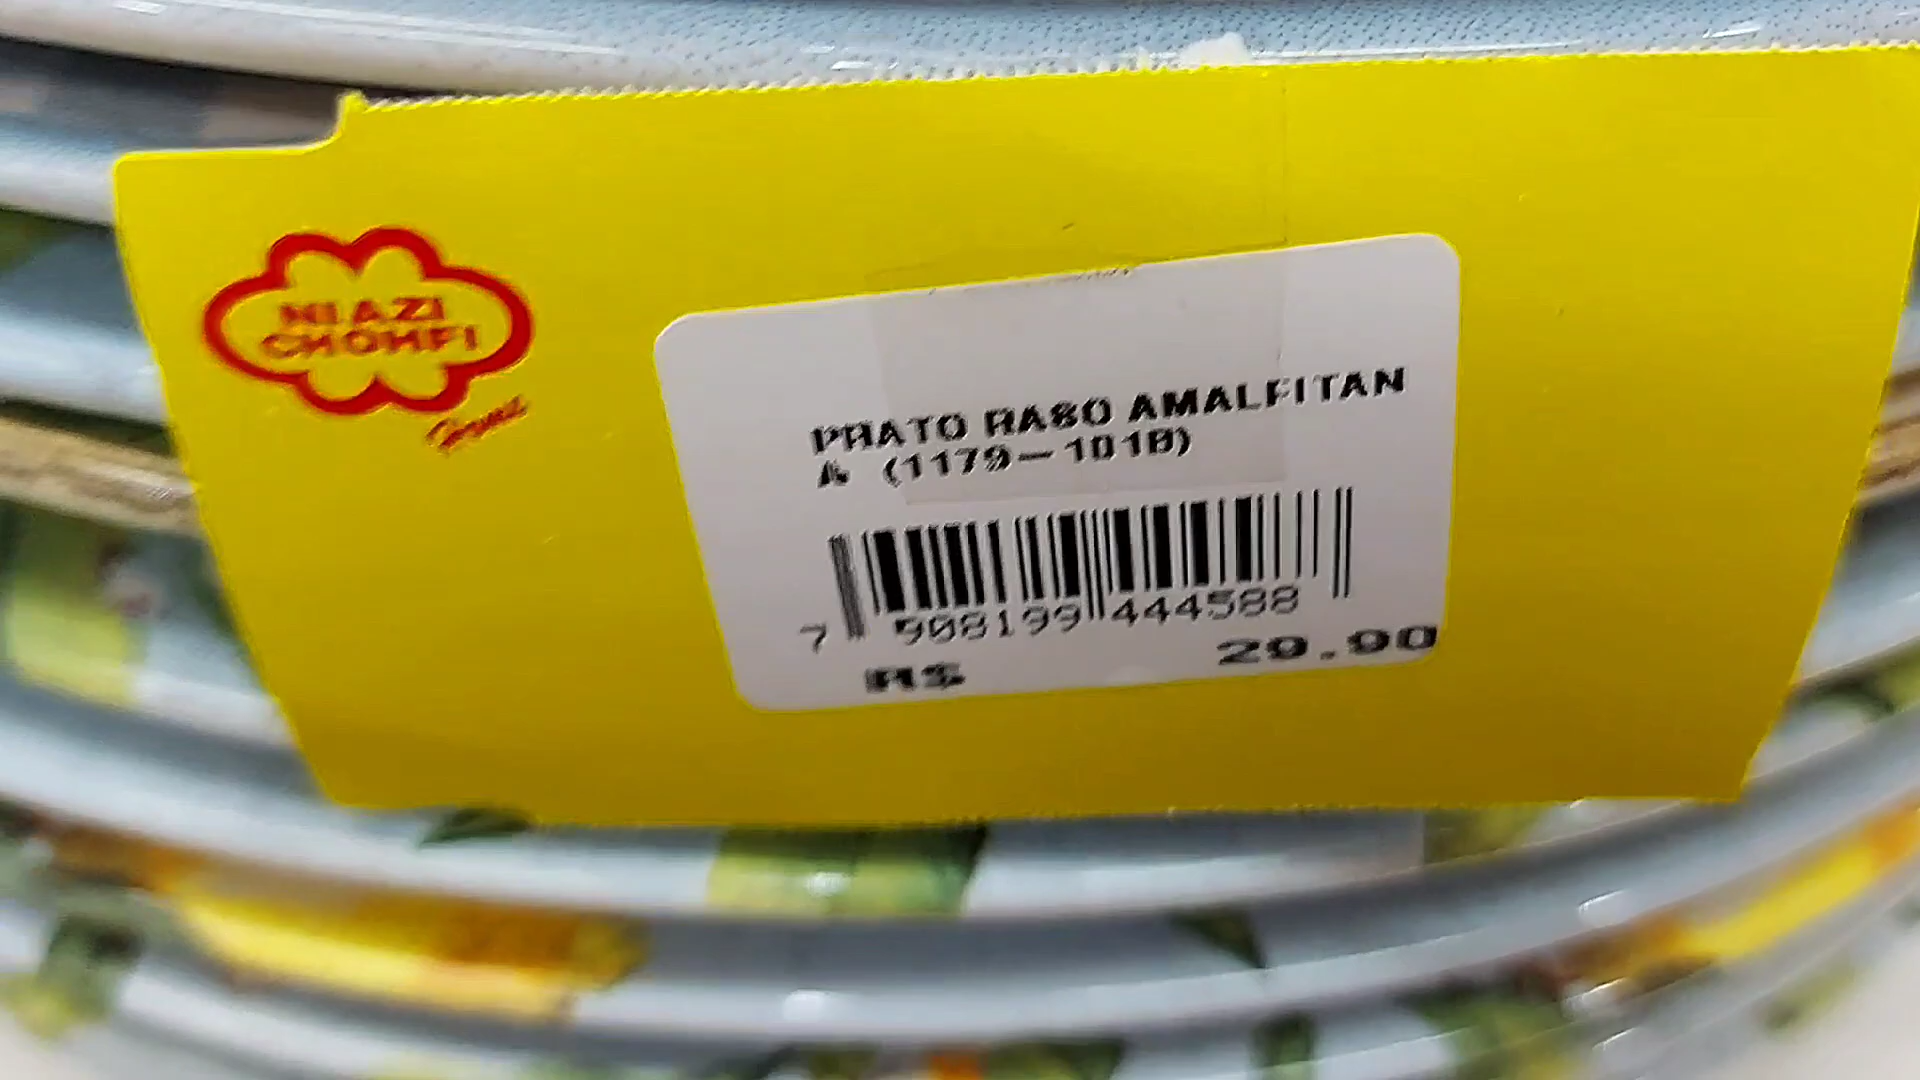 NIAZI
CHOHFI
PRATO RASO AMALFITAN
A (1179-101B)
7 908199 444588
R$ 29.90